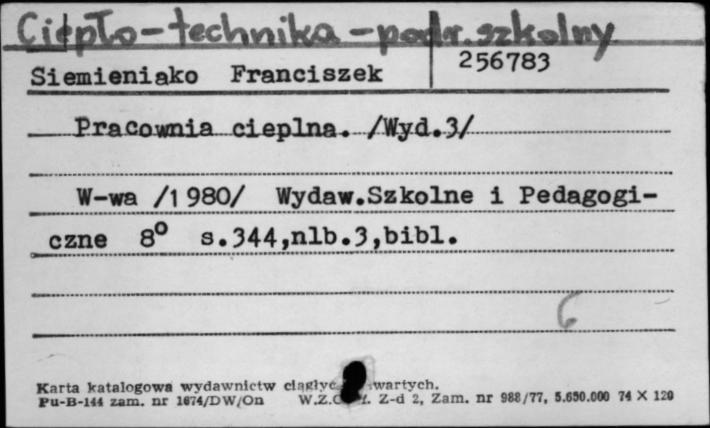 Ciepło-technika-podr.szkolny
Siemieniako Franciszek 256783
Pracownia cieplna. /Wyd.3/
W-wa /1980/ Wydaw.Szkolne i Pedagogi-
czne 8° s.344,nlb.3,bibl.
6
Karta katalogowa wydawnictw wartych.
Pu-B-144 zam. nr 1674/DW/On Z-d 2, Zam. nr 988/77, 5.650.000 74 X 120